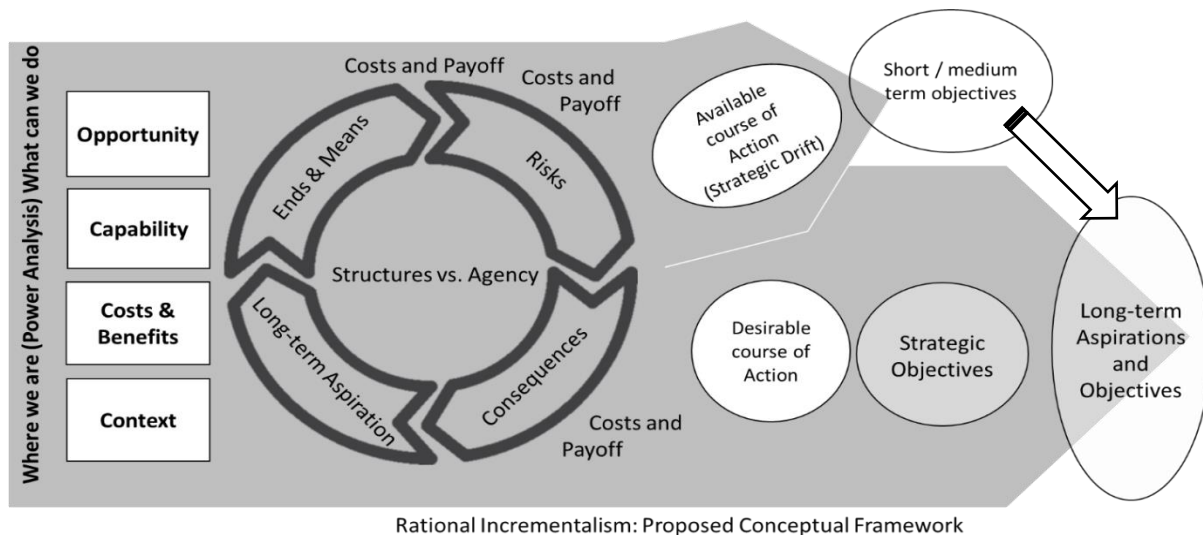 Where we are (Power Analysis) What can we do
Opportunity
Capability
Costs &
Benefits
Context
Costs and Payoff
Costs and
Payoff
Ends & Means
Risks
Structures vs. Agency
Long-term Aspiration
Consequences
Costs and
Payoff
Available
course of
Action
(Strategic Drift)
Short / medium
term objectives
Desirable
course of
Action
Strategic
Objectives
Long-term
Aspirations
and
Objectives
Rational Incrementalism: Proposed Conceptual Framework